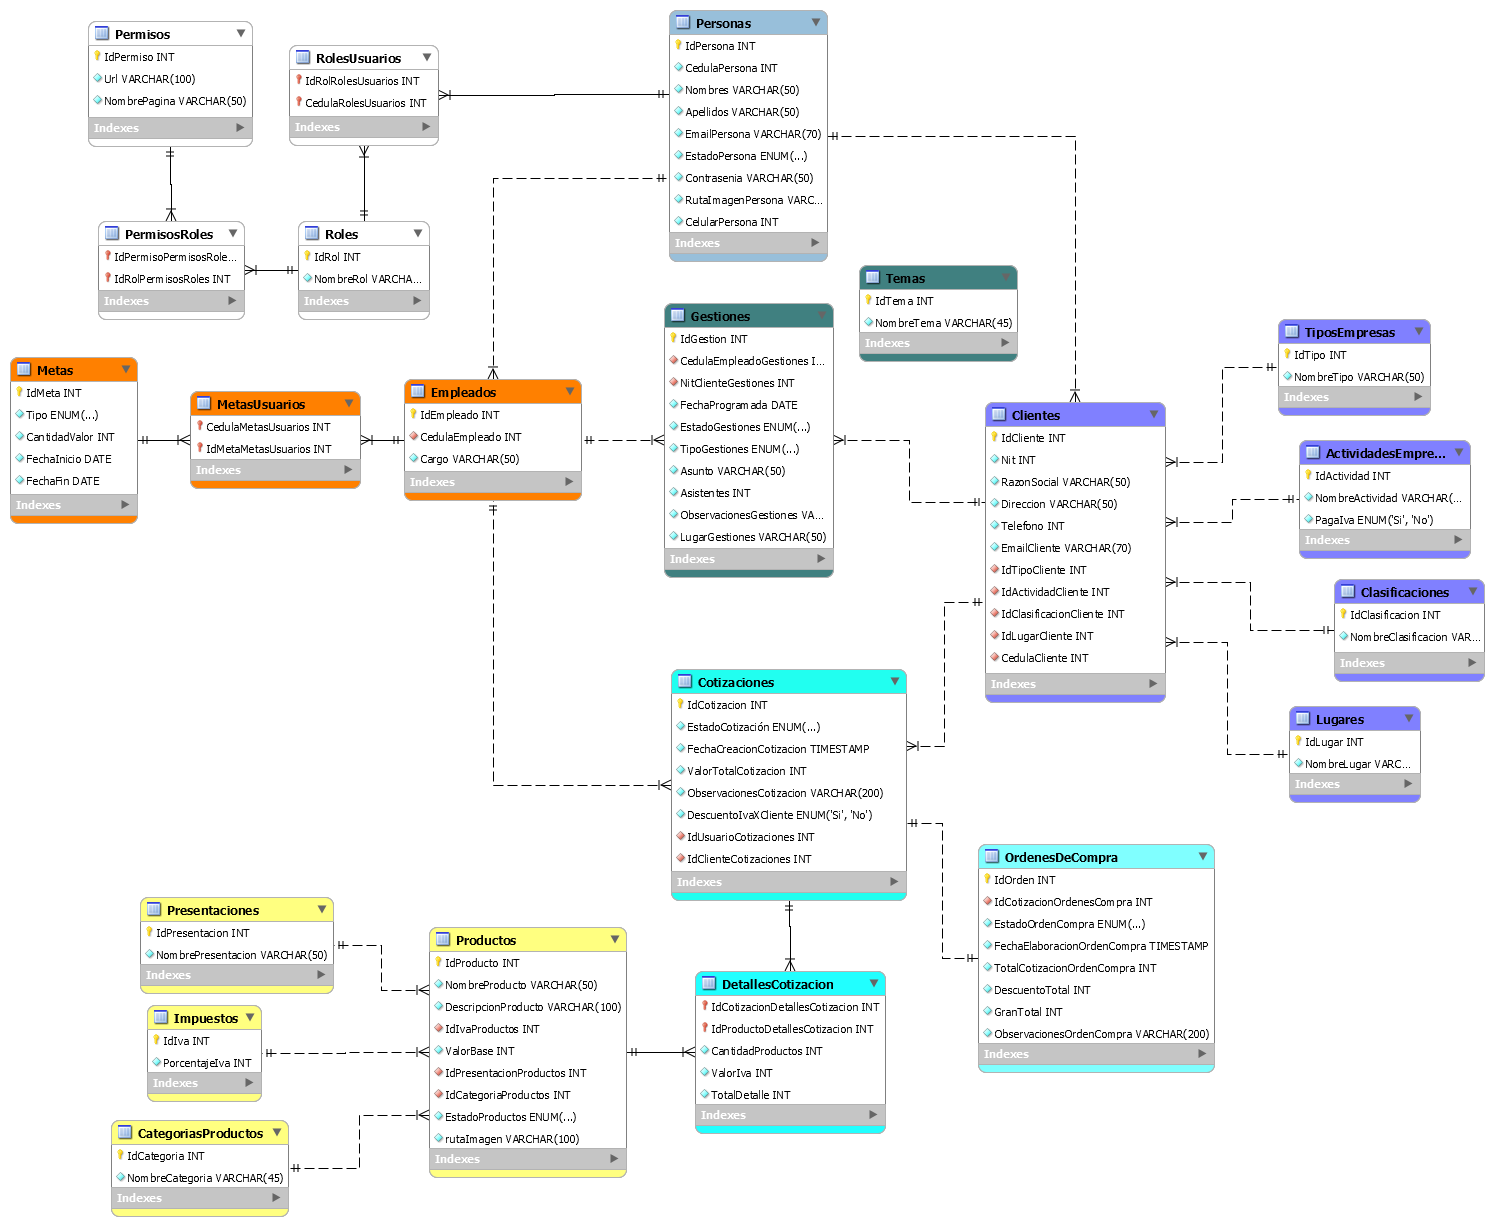 Permisos
IdPermiso INT
Url VARCHAR(100)
NombrePagina VARCHAR(50)
Indexes
RolesUsuarios
IdRolRolesUsuarios INT
CedulaRolesUsuarios INT
Indexes
Personas
IdPersona INT
CedulaPersona INT
Nombres VARCHAR(50)
Apellidos VARCHAR(50)
EmailPersona VARCHAR(70)
EstadoPersona ENUM(...)
Contrasenia VARCHAR(50)
RutaImagenPersona VARC...
CelularPersona INT
Indexes
PermisosRoles
IdPermisoPermisosRole...
IdRolPermisosRoles INT
Indexes
Roles
IdRol INT
NombreRol VARCHA...
Indexes
Temas
IdTema INT
NombreTema VARCHAR(45)
Indexes
Gestiones
IdGestion INT
CedulaEmpleadoGestiones I...
NitClienteGestiones INT
FechaProgramada DATE
EstadoGestiones ENUM(...)
TipoGestiones ENUM(...)
Asunto VARCHAR(50)
Asistentes INT
ObservacionesGestiones VA...
LugarGestiones VARCHAR(50)
Indexes
TiposEmpresas
IdTipo INT
NombreTipo VARCHAR(50)
Indexes
Metas
IdMeta INT
Tipo ENUM(...)
CantidadValor INT
FechaInicio DATE
FechaFin DATE
Indexes
MetasUsuarios
CedulaMetasUsuarios INT
IdMetaMetasUsuarios INT
Indexes
Empleados
IdEmpleado INT
CedulaEmpleado INT
Cargo VARCHAR(50)
Indexes
Clientes
IdCliente INT
Nit INT
RazonSocial VARCHAR(50)
Direccion VARCHAR(50)
Telefono INT
EmailCliente VARCHAR(70)
IdTipoCliente INT
IdActividadCliente INT
IdClasificacionCliente INT
IdLugarCliente INT
CedulaCliente INT
Indexes
ActividadesEmpre...
IdActividad INT
NombreActividad VARCHAR(...
PagaIva ENUM('Si', 'No')
Indexes
Clasificaciones
IdClasificacion INT
NombreClasificacion VAR...
Indexes
Lugares
IdLugar INT
NombreLugar VARC...
Indexes
Cotizaciones
IdCotizacion INT
EstadoCotización ENUM(...)
FechaCreacionCotizacion TIMESTAMP
ValorTotalCotizacion INT
ObservacionesCotizacion VARCHAR(200)
DescuentoIvaXCliente ENUM('Si', 'No')
IdUsuarioCotizaciones INT
IdClienteCotizaciones INT
Indexes
OrdenesDeCompra
IdOrden INT
IdCotizacionOrdenesCompra INT
EstadoOrdenCompra ENUM(...)
FechaElaboracionOrdenCompra TIMESTAMP
TotalCotizacionOrdenCompra INT
DescuentoTotal INT
GranTotal INT
ObservacionesOrdenCompra VARCHAR(200)
Indexes
Presentaciones
IdPresentacion INT
NombrePresentacion VARCHAR(50)
Indexes
Impuestos
IdIva INT
PorcentajeIva INT
Indexes
CategoriasProductos
IdCategoria INT
NombreCategoria VARCHAR(45)
Indexes
Productos
IdProducto INT
NombreProducto VARCHAR(50)
DescripcionProducto VARCHAR(100)
IdIvaProductos INT
ValorBase INT
IdPresentacionProductos INT
IdCategoriaProductos INT
EstadoProductos ENUM(...)
rutaImagen VARCHAR(100)
Indexes
DetallesCotizacion
IdCotizacionDetallesCotizacion INT
IdProductoDetallesCotizacion INT
CantidadProductos INT
ValorIva INT
TotalDetalle INT
Indexes